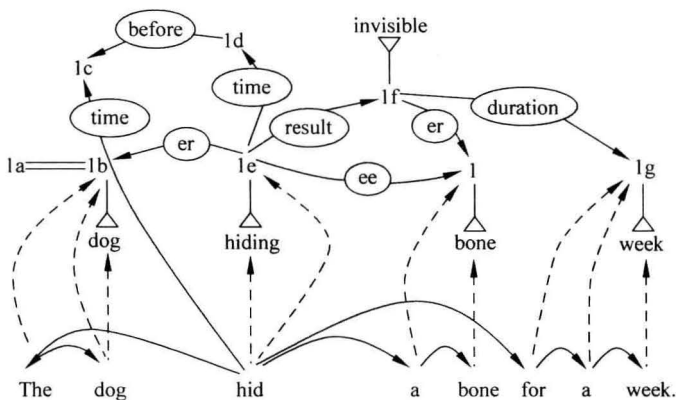 before
invisible
1c
1d
time
1f
time
duration
result
er
er
1a
1b
1e
ee
1
1g
dog
hiding
bone
week
The dog hid a bone for a week.